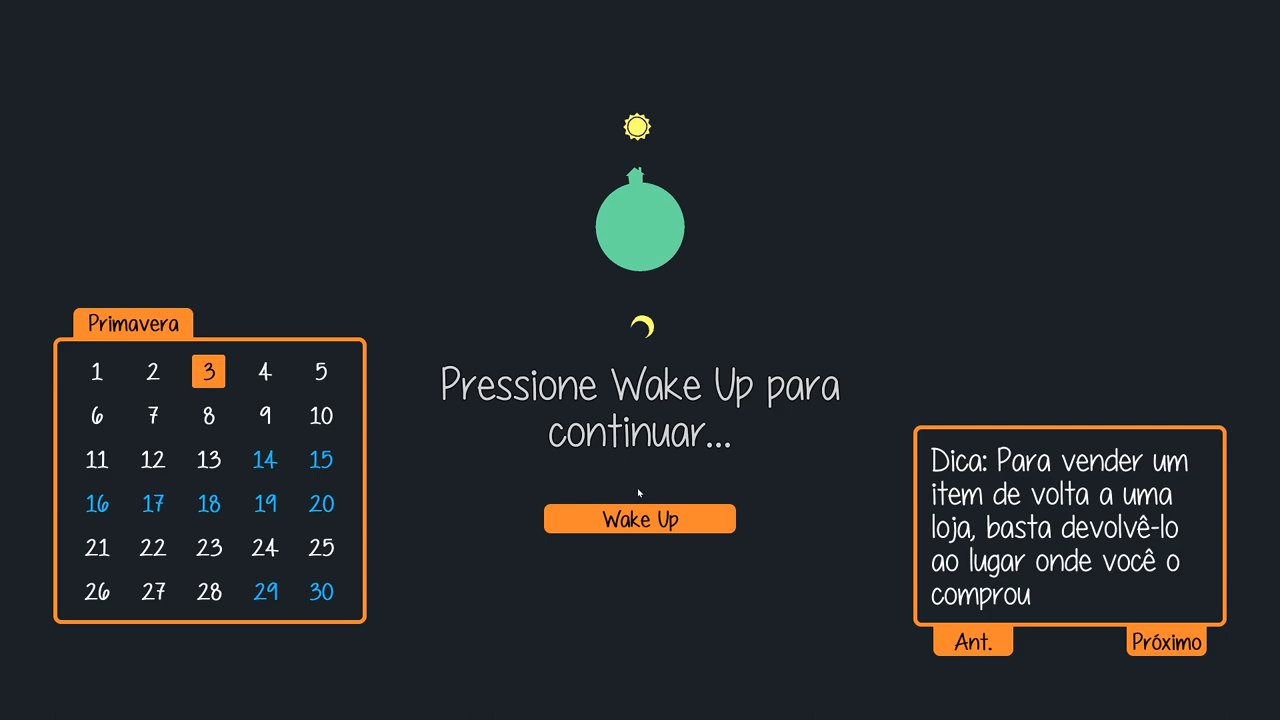 Primavera
1 2 3 4 5
6 7 8 9 10
11 12 13 14 15
16 17 18 19 20
21 22 23 24 25
26 27 28 29 30
Pressione Wake Up para
continuar...
Wake Up
Dica: Para vender um
item de volta a uma
loja, basta devolvê-lo
ao lugar onde você o
comprou
Ant. Próximo